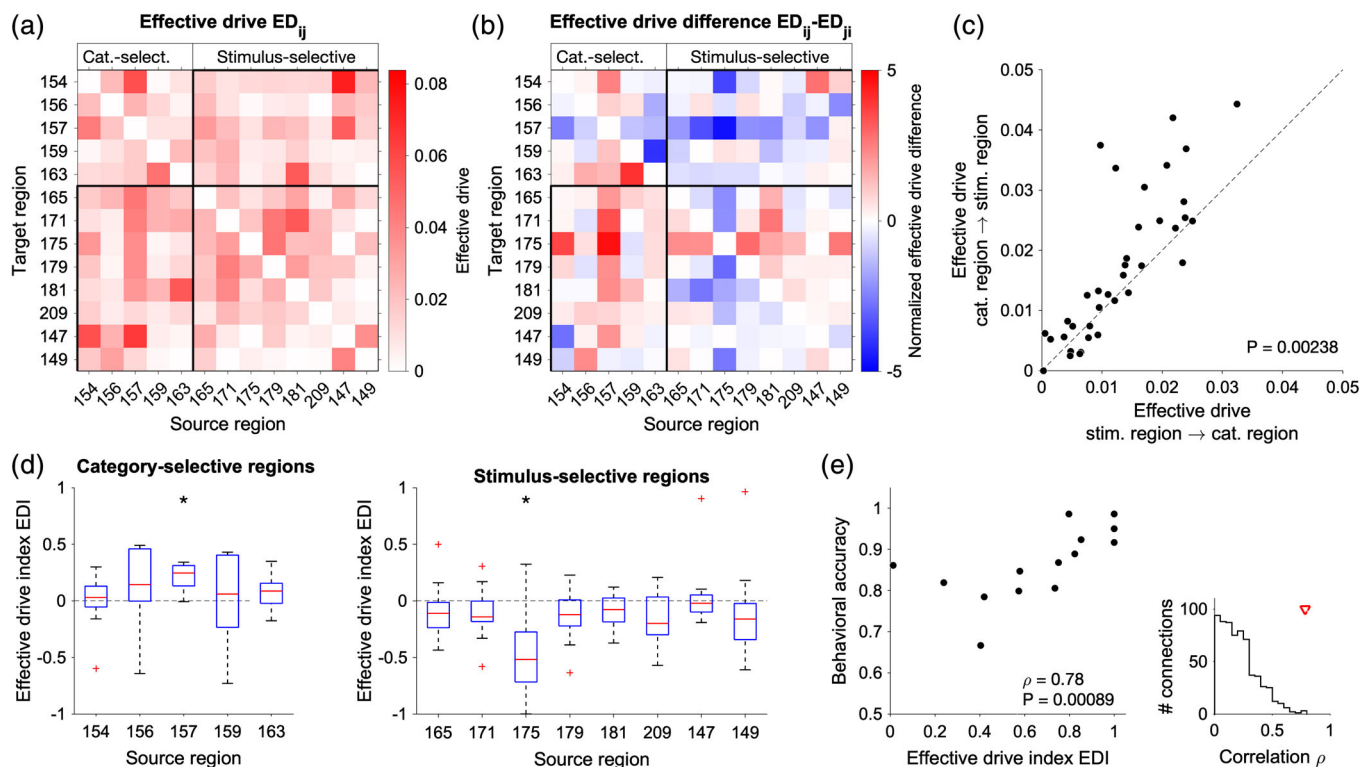 (a)
Effective drive EDij
Cat.-select. Stimulus-selective
Target region
154
156
157
159
163
165
171
175
179
181
209
147
149
154 156 157 159 163 165 171 175 179 181 209 147 149
Source region
0.08
0.06
0.04
0.02
0
Effective drive
(b)
Effective drive difference EDij-EDji
Cat.-select. Stimulus-selective
Target region
154
156
157
159
163
165
171
175
179
181
209
147
149
154 156 157 159 163 165 171 175 179 181 209 147 149
Source region
5
0
-5
Normalized effective drive difference
(c)
Effective drive
cat. region → stim. region
0.05
0.04
0.03
0.02
0.01
0
P = 0.00238
0 0.01 0.02 0.03 0.04 0.05
Effective drive
stim. region → cat. region
(d)
Category-selective regions
Effective drive index EDI
1
0.5
0
-0.5
-1
*
154 156 157 159 163
Source region
Stimulus-selective regions
Effective drive index EDI
1
0.5
0
-0.5
-1
*
165 171 175 179 181 209 147 149
Source region
(e)
Behavioral accuracy
1
0.9
0.8
0.7
0.6
0.5
ρ = 0.78
P = 0.00089
0 0.2 0.4 0.6 0.8 1
Effective drive index EDI
# connections
100
50
0
0 0.5 1
Correlation ρ